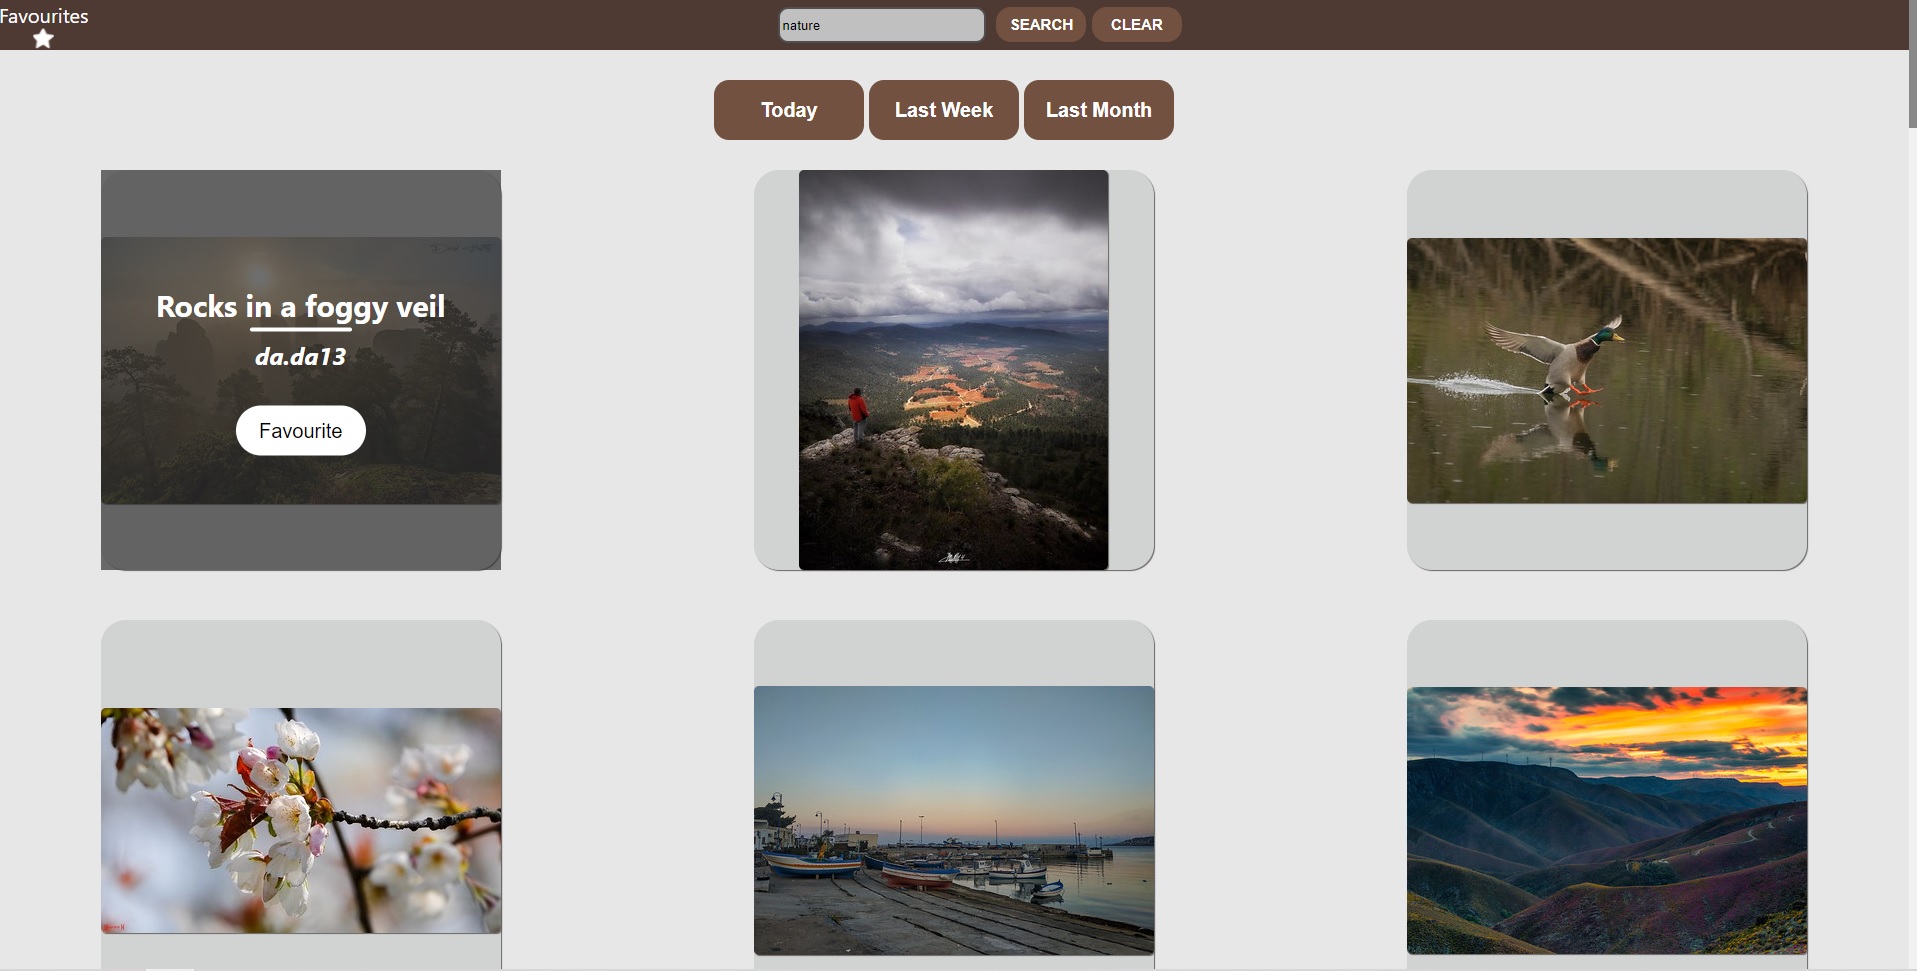 Favourites
nature
SEARCH
CLEAR
Today
Last Week
Last Month
Rocks in a foggy veil
da.da13
Favourite